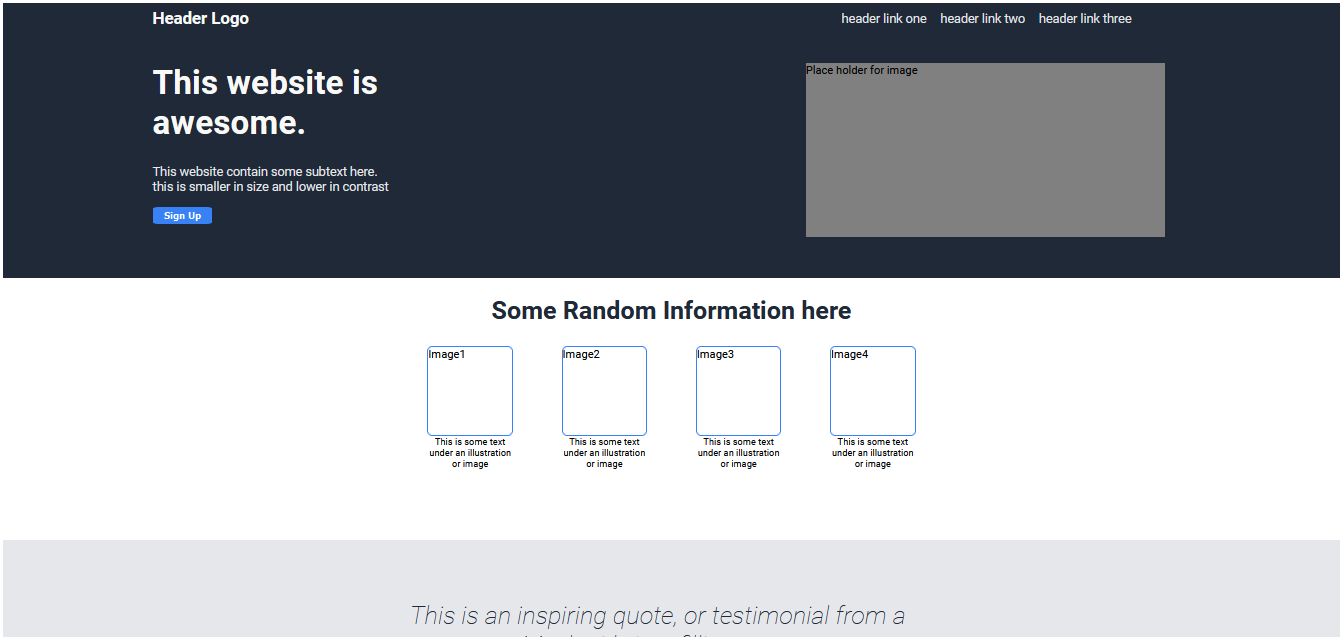 Header Logo
header link one
header link two
header link three
This website is
awesome.
This website contain some subtext here.
this is smaller in size and lower in contrast
Sign Up
Place holder for image
Some Random Information here
Image1
This is some text
under an illustration
or image
Image2
This is some text
under an illustration
or image
Image3
This is some text
under an illustration
or image
Image4
This is some text
under an illustration
or image
This is an inspiring quote, or testimonial from a